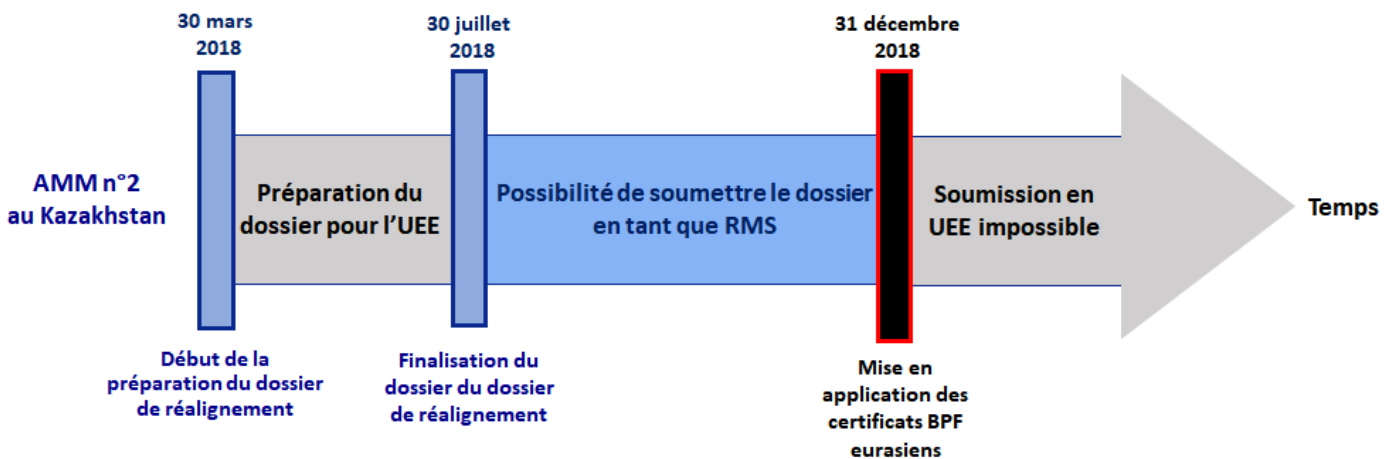 30 mars
2018
30 juillet
2018
31 décembre
2018
AMM n°2
au Kazakhstan
Préparation du
dossier pour l'UEE
Possibilité de soumettre le dossier
en tant que RMS
Soumission en
UEE impossible
Temps
Début de la
préparation du dossier
de réalignement
Finalisation du
dossier du dossier
de réalignement
Mise en
application des
certificats BPF
eurasiens